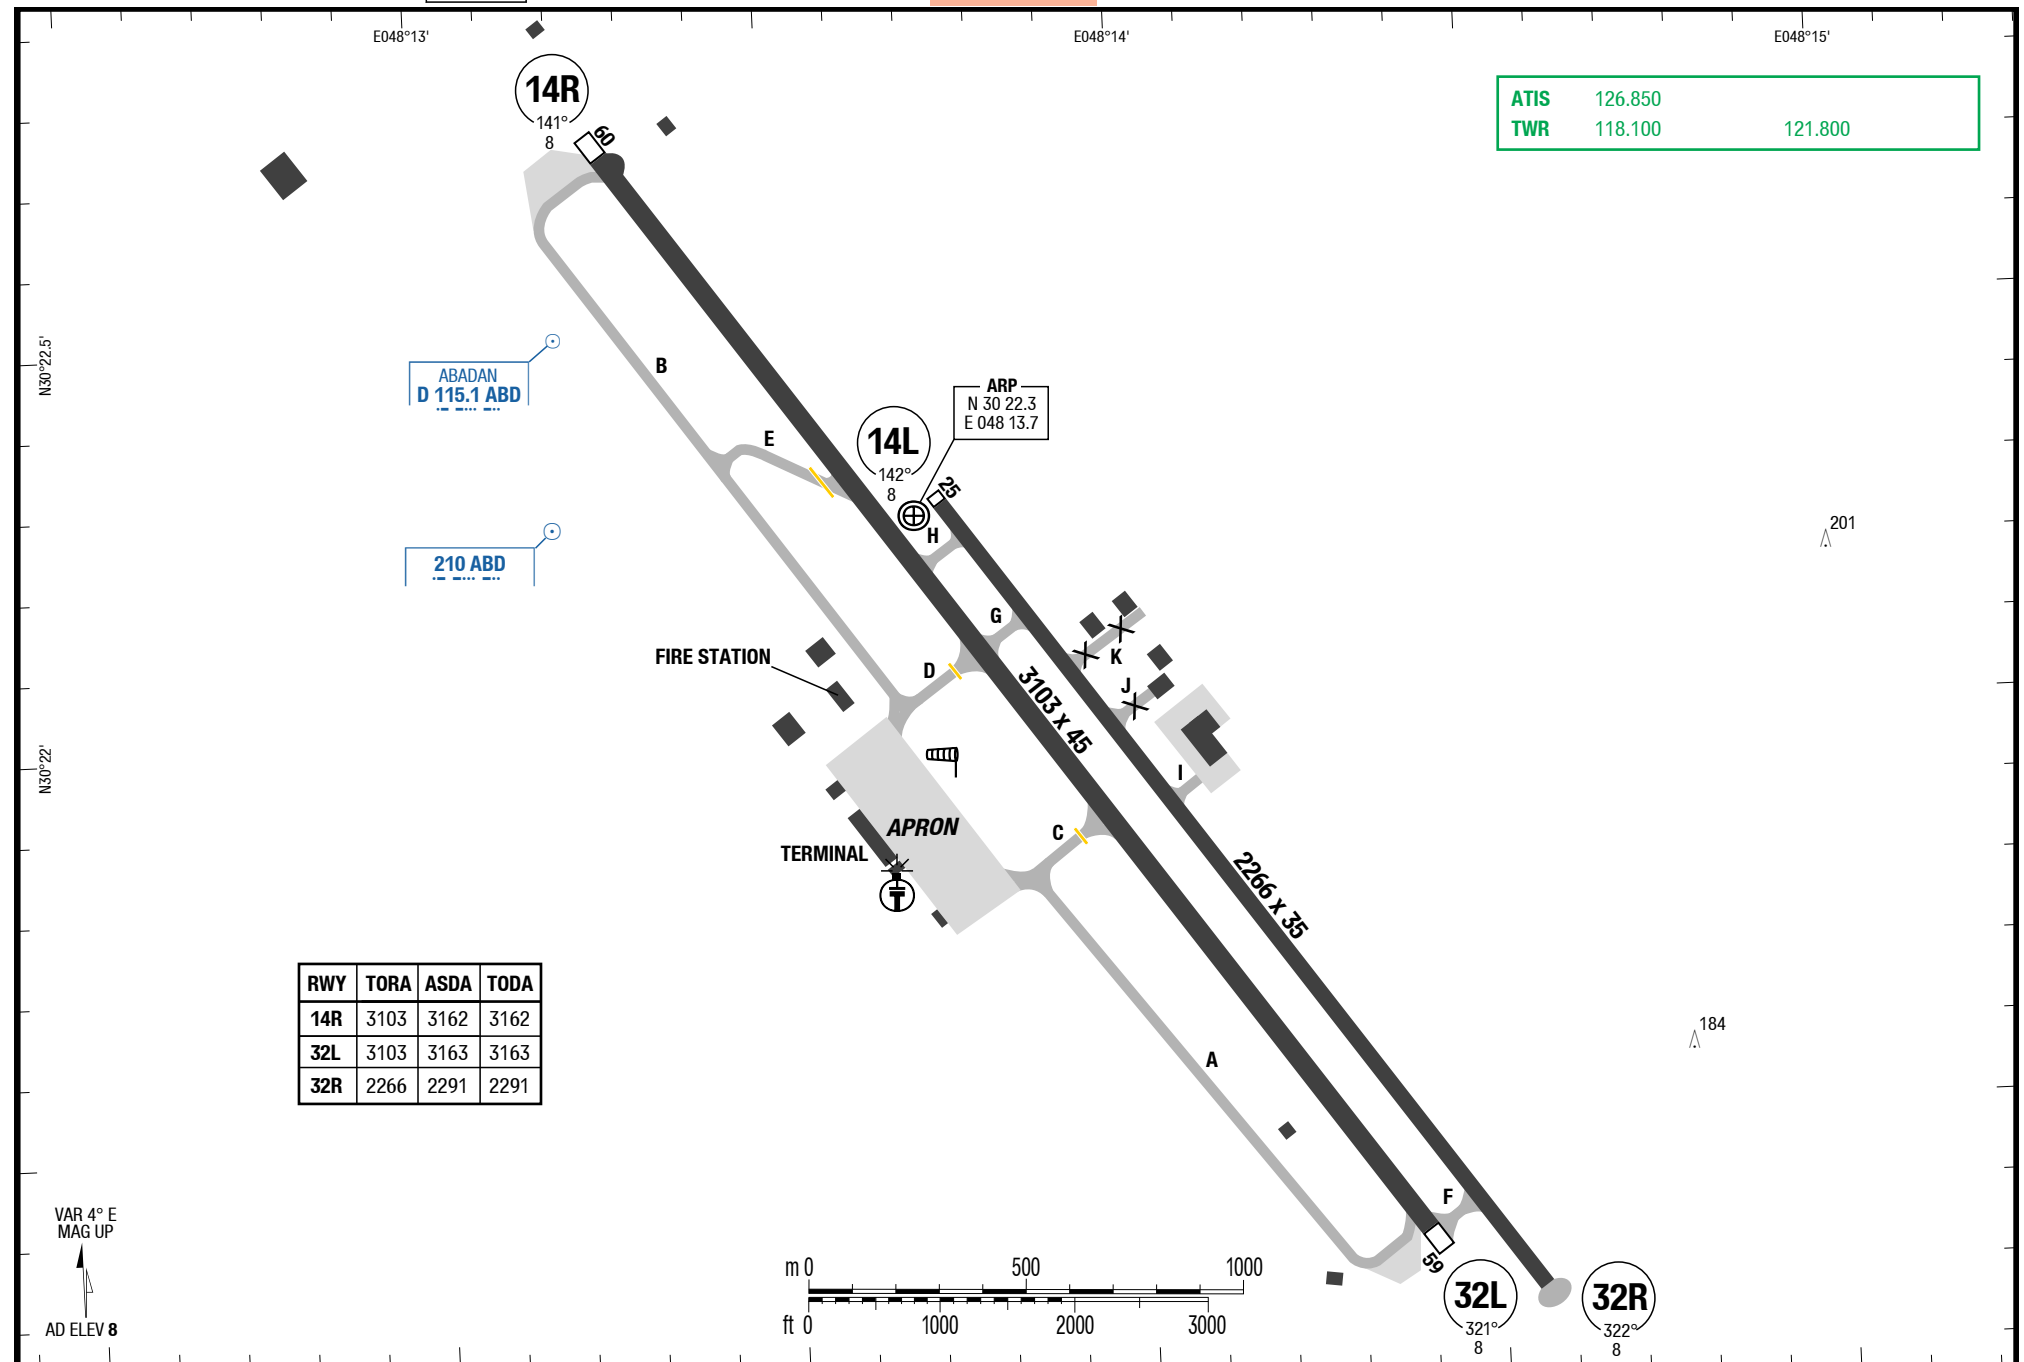 E048°13'
E048°14'
E048°15'
14R
141°
8
60
ATIS 126.850
TWR 118.100 121.800
N30°22.5'
ABADAN
D 115.1 ABD
B
E
ARP
N 30 22.3
E 048 13.7
14L
142°
8
25
H
210 ABD
201
G
FIRE STATION
D
K
J
3103 x 45
N30°22'
I
APRON
C
TERMINAL
2266 x 35
RWY TORA ASDA TODA
14R 3103 3162 3162
32L 3103 3163 3163
32R 2266 2291 2291
184
A
F
59
VAR 4° E
MAG UP
AD ELEV 8
m 0 500 1000
ft 0 1000 2000 3000
32L
321°
8
32R
322°
8